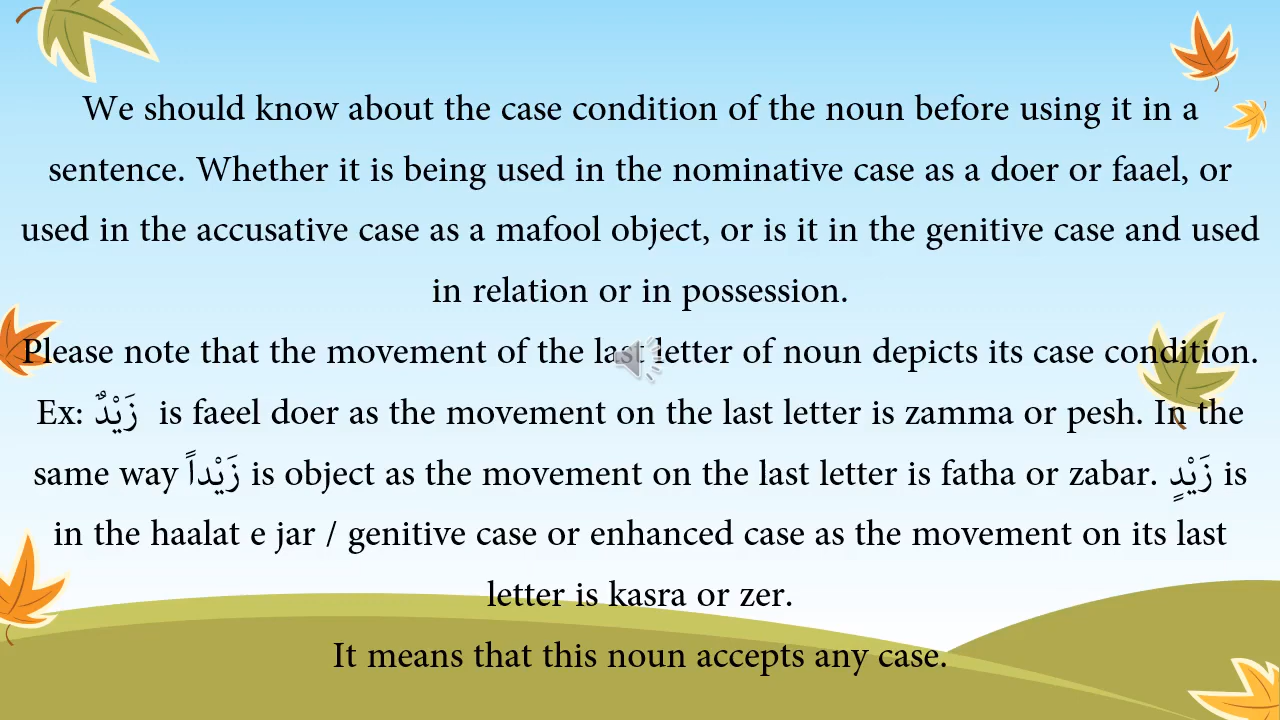 We should know about the case condition of the noun before using it in a
sentence. Whether it is being used in the nominative case as a doer or faael, or
used in the accusative case as a mafool object, or is it in the genitive case and used
in relation or in possession.
Please note that the movement of the last letter of noun depicts its case condition.
Ex: زَيْدٌ is faeel doer as the movement on the last letter is zamma or pesh. In the
same way زَيْداً is object as the movement on the last letter is fatha or zabar. زَيْدٍ is
in the haalat e jar / genitive case or enhanced case as the movement on its last
letter is kasra or zer.
It means that this noun accepts any case.